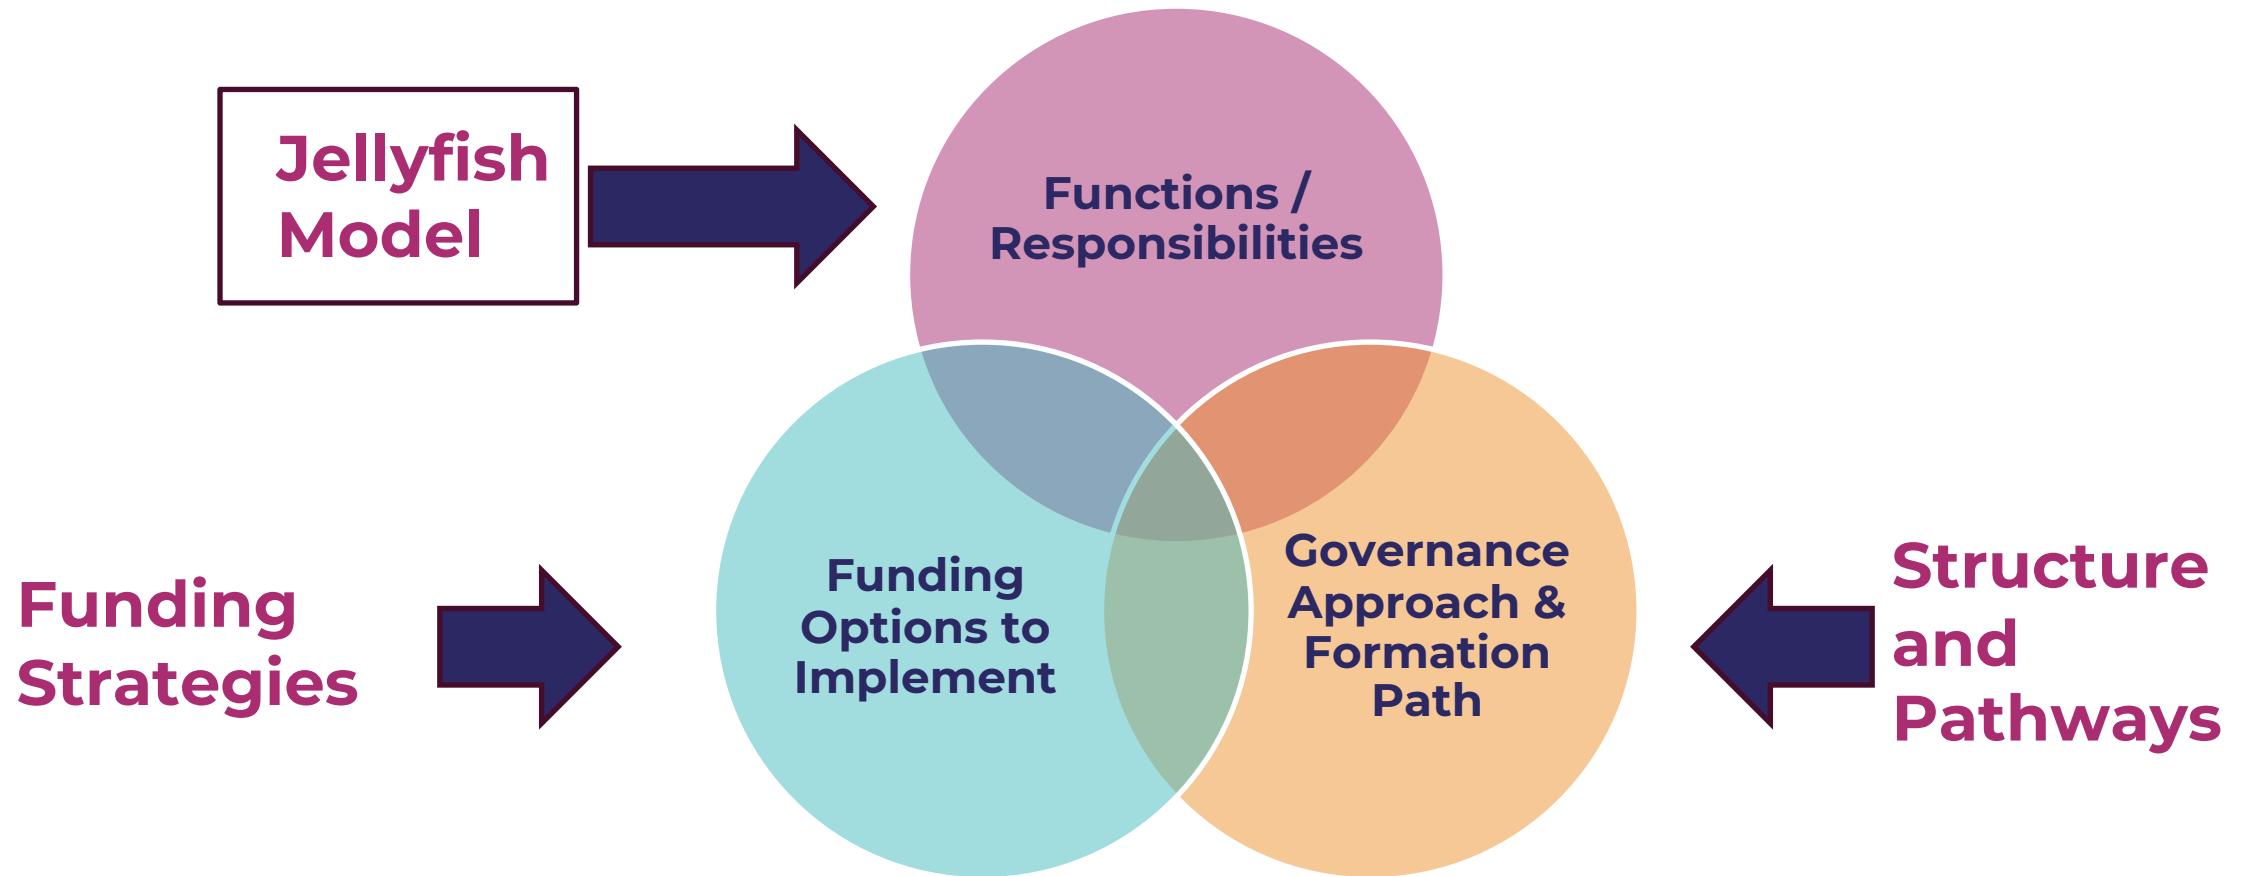 Jellyfish
Model
Functions /
Responsibilities
Funding
Strategies
Funding
Options to
Implement
Governance
Approach &
Formation
Path
Structure
and
Pathways